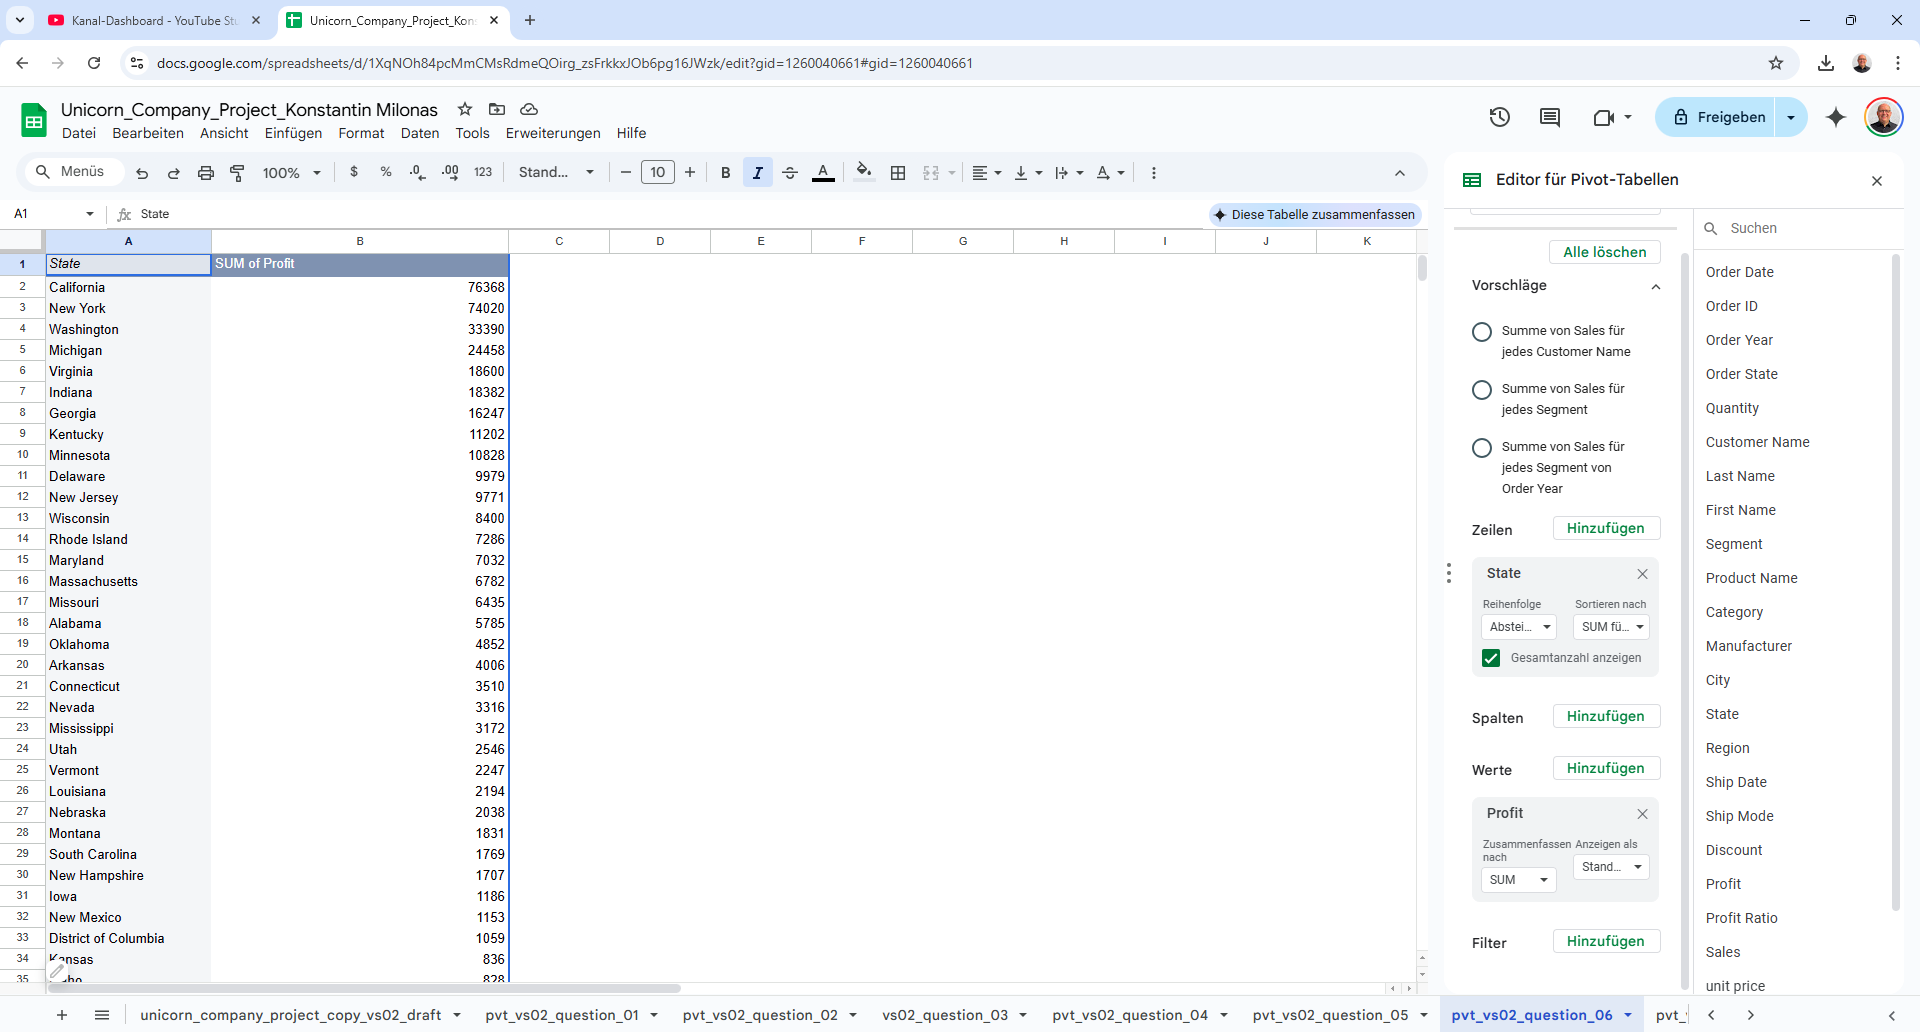 Kanal-Dashboard - YouTube Stu
Unicorn_Company_Project_Kons
docs.google.com/spreadsheets/d/1XqNOh84pcMmCMsRdmeQOirg_zsFrkkxJOb6pg16JWzk/edit?gid=1260040661#gid=1260040661
Unicorn_Company_Project_Konstantin Milonas
Datei Bearbeiten Ansicht Einfügen Format Daten Tools Erweiterungen Hilfe
Freigeben
Menüs 100% $ % .0 .00 123 Stand... 10 B I A
A1 fx State Diese Tabelle zusammenfassen
A B C D E F G H I J K
1 State SUM of Profit
2 California 76368
3 New York 74020
4 Washington 33390
5 Michigan 24458
6 Virginia 18600
7 Indiana 18382
8 Georgia 16247
9 Kentucky 11202
10 Minnesota 10828
11 Delaware 9979
12 New Jersey 9771
13 Wisconsin 8400
14 Rhode Island 7286
15 Maryland 7032
16 Massachusetts 6782
17 Missouri 6435
18 Alabama 5785
19 Oklahoma 4852
20 Arkansas 4006
21 Connecticut 3510
22 Nevada 3316
23 Mississippi 3172
24 Utah 2546
25 Vermont 2247
26 Louisiana 2194
27 Nebraska 2038
28 Montana 1831
29 South Carolina 1769
30 New Hampshire 1707
31 Iowa 1186
32 New Mexico 1153
33 District of Columbia 1059
34 Kansas 836
35 828
Editor für Pivot-Tabellen
Alle löschen
Vorschläge
Summe von Sales für
jedes Customer Name
Summe von Sales für
jedes Segment
Summe von Sales für
jedes Segment von
Order Year
Zeilen Hinzufügen
State
Reihenfolge Sortieren nach
Abstei... SUM fü...
Gesamtanzahl anzeigen
Spalten Hinzufügen
Werte Hinzufügen
Profit
Zusammenfassen nach Anzeigen als
SUM Stand...
Filter Hinzufügen
Suchen
Order Date
Order ID
Order Year
Order State
Quantity
Customer Name
Last Name
First Name
Segment
Product Name
Category
Manufacturer
City
State
Region
Ship Date
Ship Mode
Discount
Profit
Profit Ratio
Sales
unit price
unicorn_company_project_copy_vs02_draft pvt_vs02_question_01 pvt_vs02_question_02 vs02_question_03 pvt_vs02_question_04 pvt_vs02_question_05 pvt_vs02_question_06 pvt_